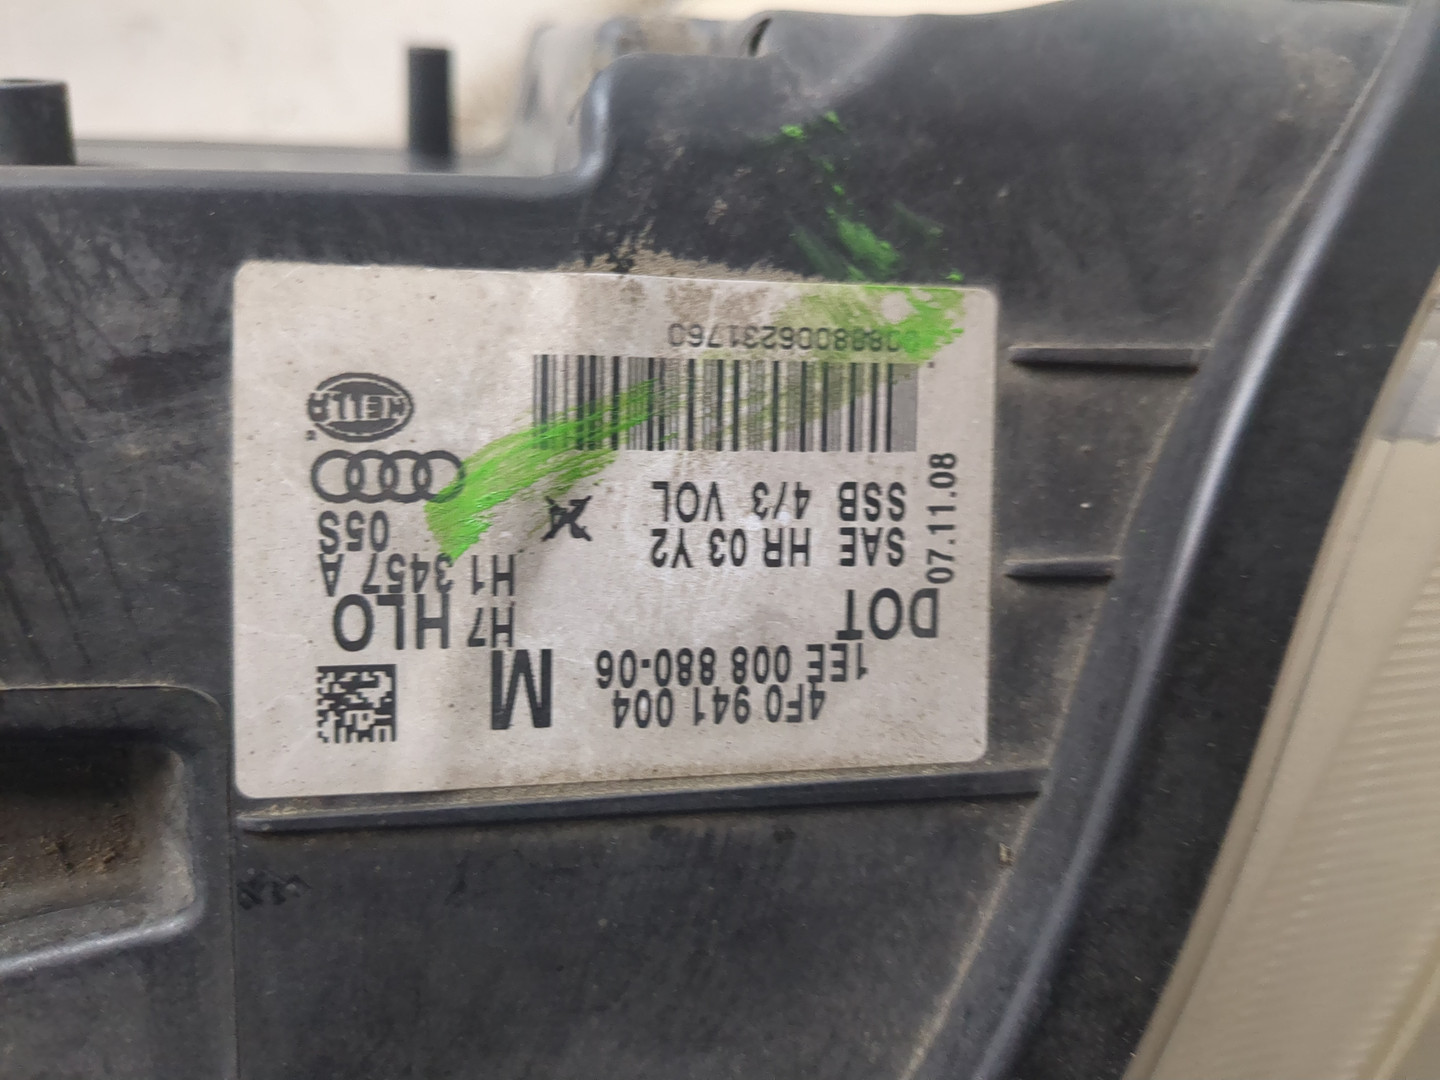 4F0 941 004
1EE 008 880-06
M
DOT
H7 HLO
H1 3457 A
05S
SAE HR 03 Y2
SSB 4/3 VOL
07.11.08
HELLA